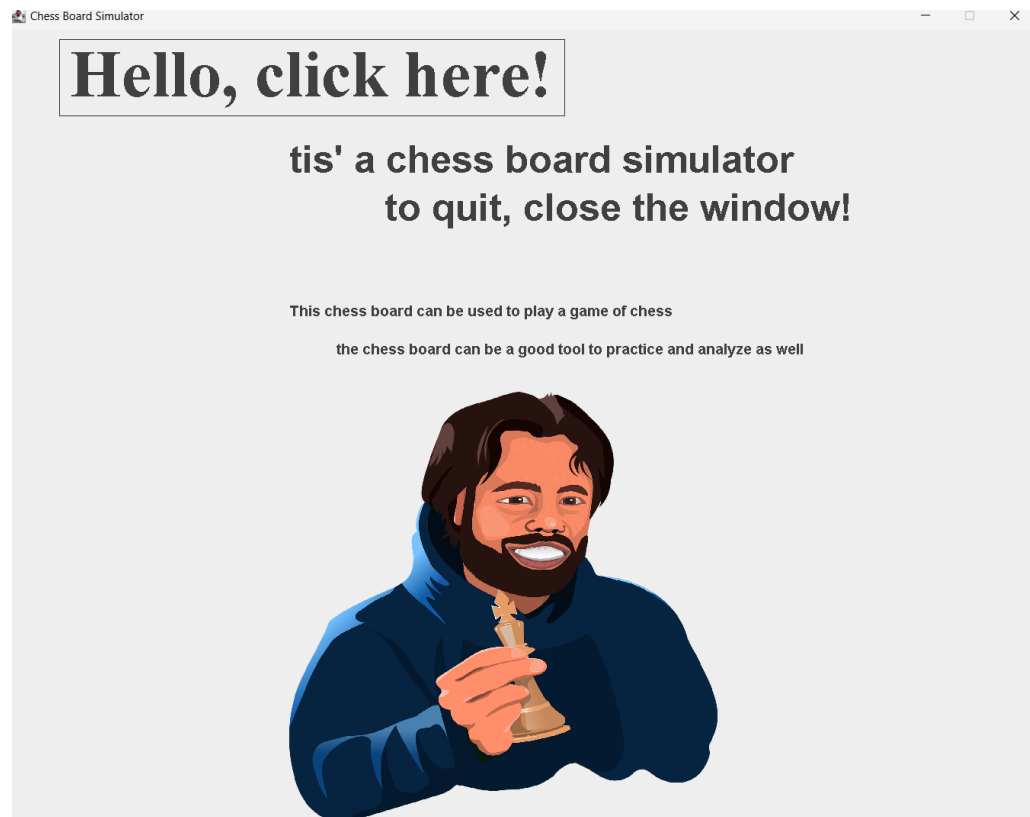 Chess Board Simulator
Hello, click here!
tis' a chess board simulator
to quit, close the window!
This chess board can be used to play a game of chess
the chess board can be a good tool to practice and analyze as well